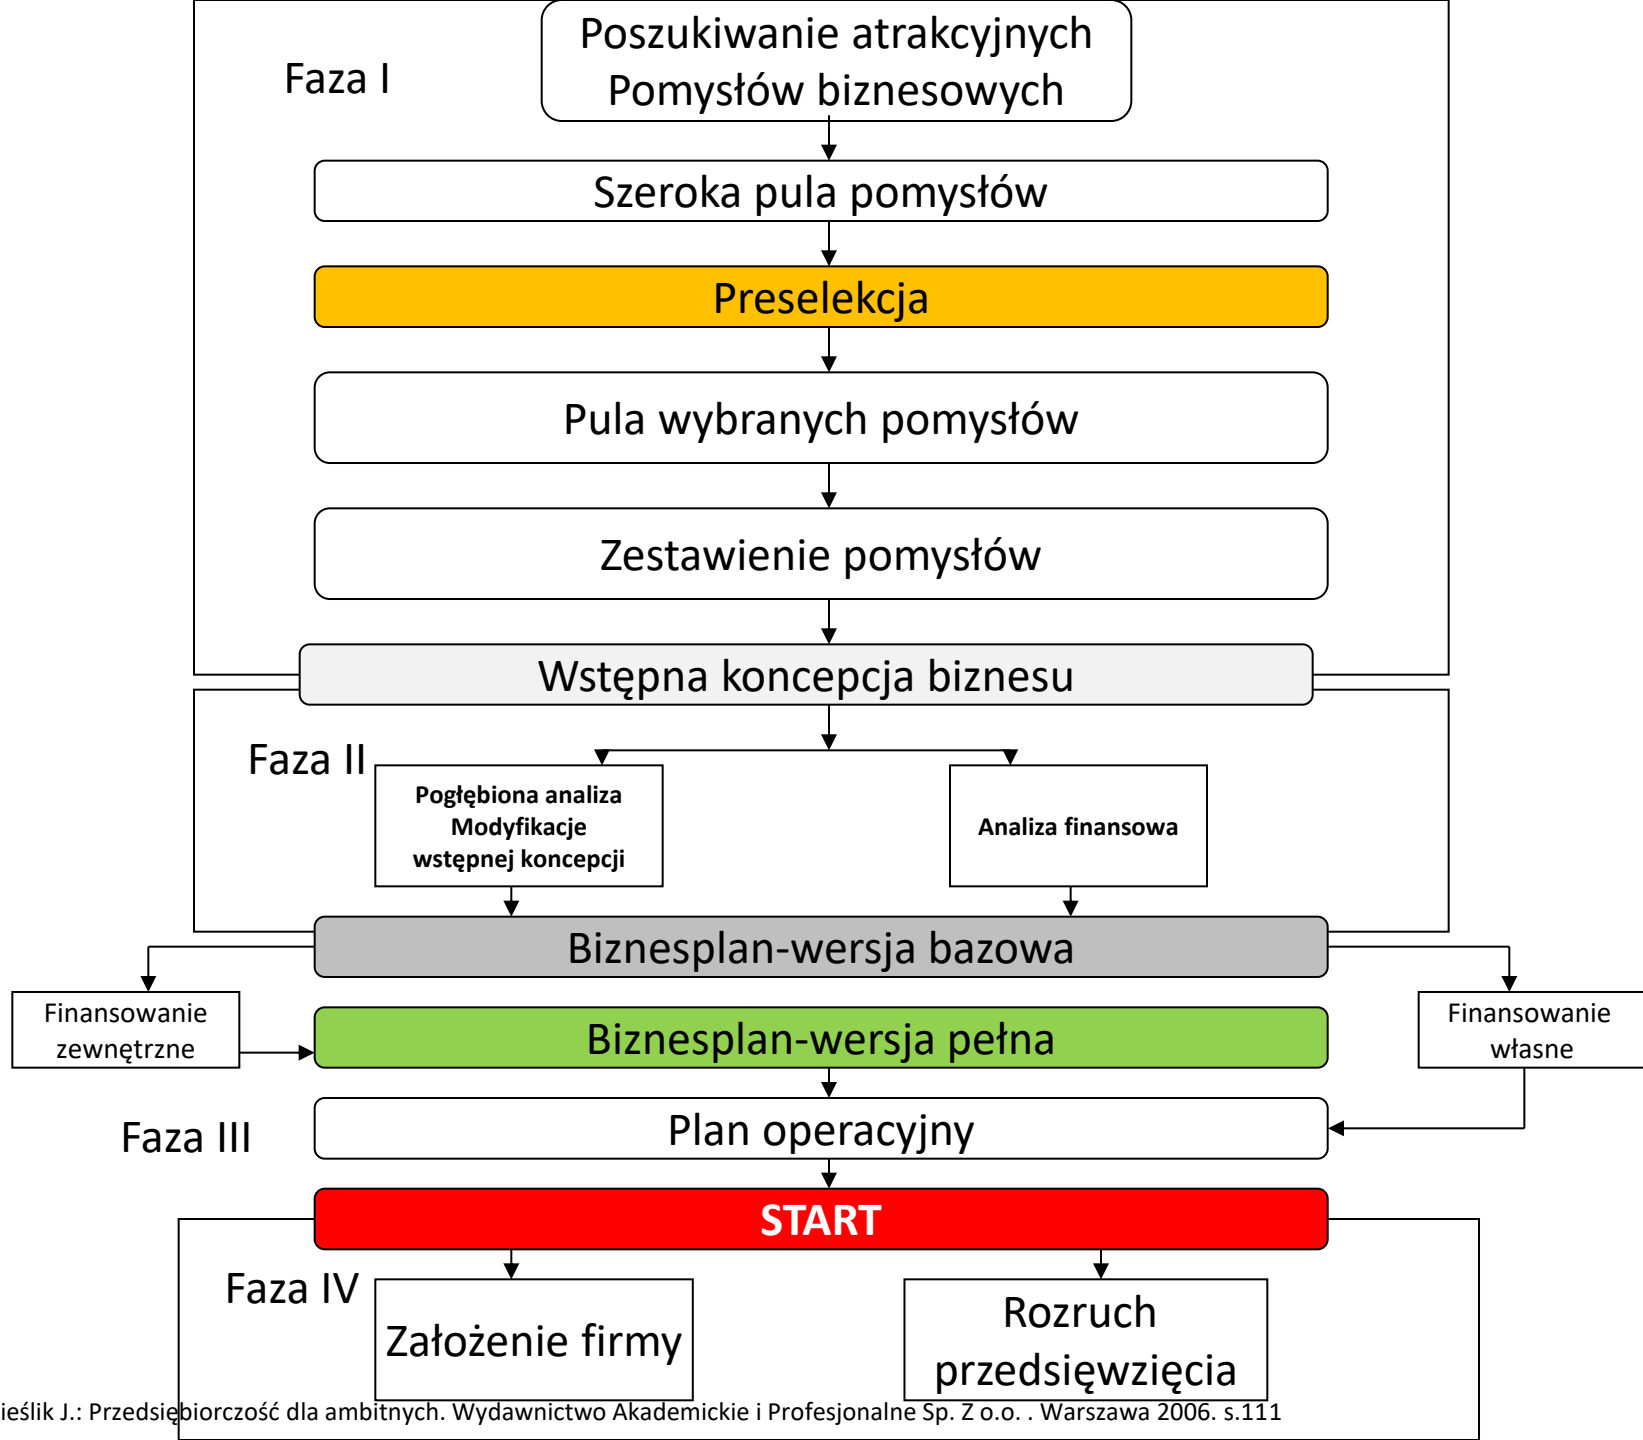 Poszukiwanie atrakcyjnych
Pomysłów biznesowych
Faza I
Szeroka pula pomysłów
Preselekcja
Pula wybranych pomysłów
Zestawienie pomysłów
Wstępna koncepcja biznesu
Faza II
Pogłębiona analiza
Modyfikacje
wstępnej koncepcji
Analiza finansowa
Biznesplan-wersja bazowa
Finansowanie
zewnętrzne
Biznesplan-wersja pełna
Finansowanie
własne
Faza III
Plan operacyjny
START
Faza IV
Założenie firmy
Rozruch
przedsięwzięcia
ieślik J.: Przedsiębiorczość dla ambitnych. Wydawnictwo Akademickie i Profesjonalne Sp. Z o.o. . Warszawa 2006. s.111